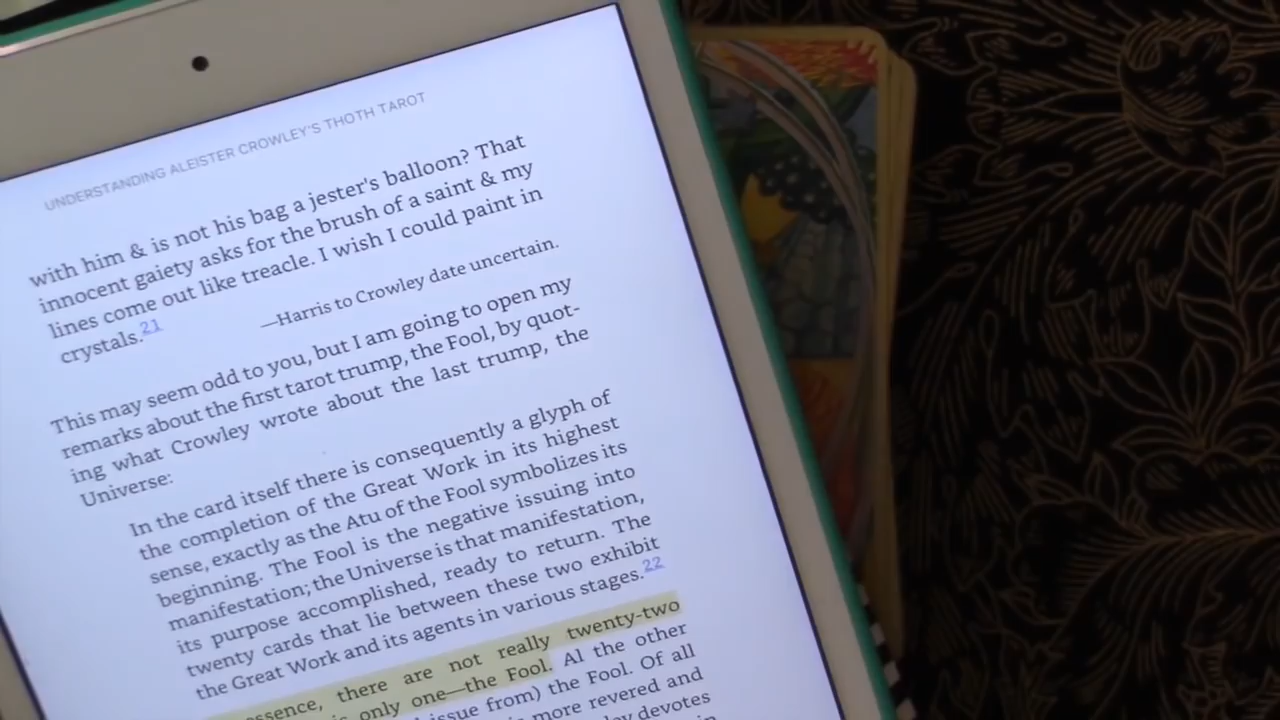 UNDERSTANDING ALEISTER CROWLEY'S THOTH TAROT
with him & is not his bag a jester's balloon? That
innocent gaiety asks for the brush of a saint & my
lines come out like treacle. I wish I could paint in
crystals.21
—Harris to Crowley date uncertain.
This may seem odd to you, but I am going to open my
remarks about the first tarot trump, the Fool, by quot-
ing what Crowley wrote about the last trump, the
Universe:
In the card itself there is consequently a glyph of
the completion of the Great Work in its highest
sense, exactly as the Atu of the Fool symbolizes its
beginning. The Fool is the negative issuing into
manifestation; the Universe is that manifestation,
its purpose accomplished, ready to return. The
twenty cards that lie between these two exhibit
the Great Work and its agents in various stages.22
there are not really twenty-two
only one—the Fool. Al the other
issue from) the Fool. Of all
more revered and
devotes